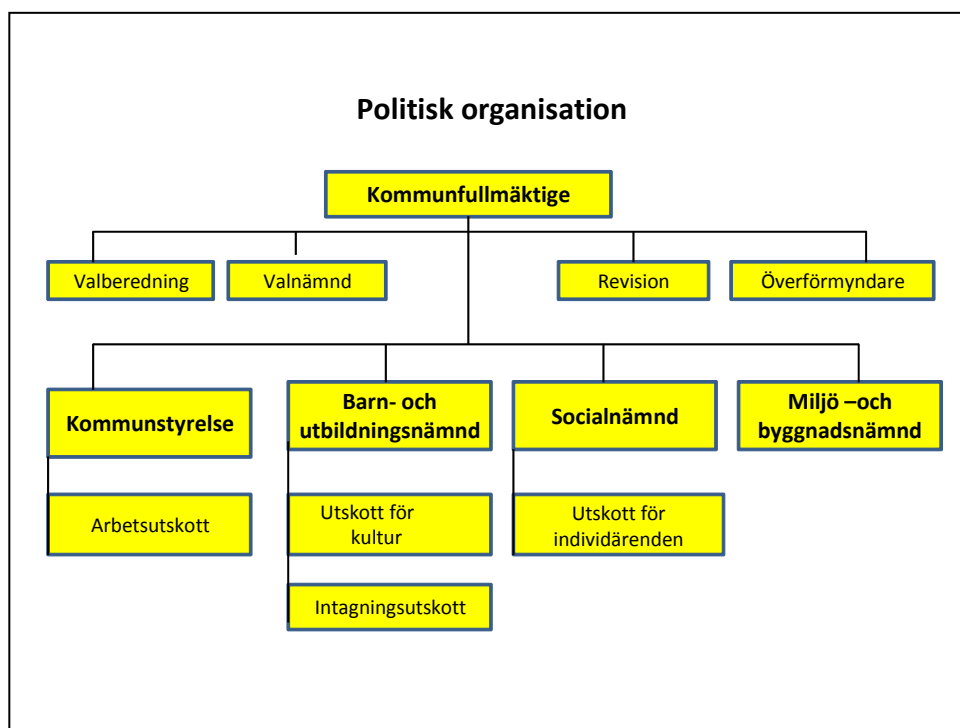 Politisk organisation
Kommunfullmäktige
Valberedning
Valnämnd
Revision
Överförmyndare
Kommunstyrelse
Barn- och
utbildningsnämnd
Socialnämnd
Miljö –och
byggnadsnämnd
Arbetsutskott
Utskott för
kultur
Utskott för
individärenden
Intagningsutskott